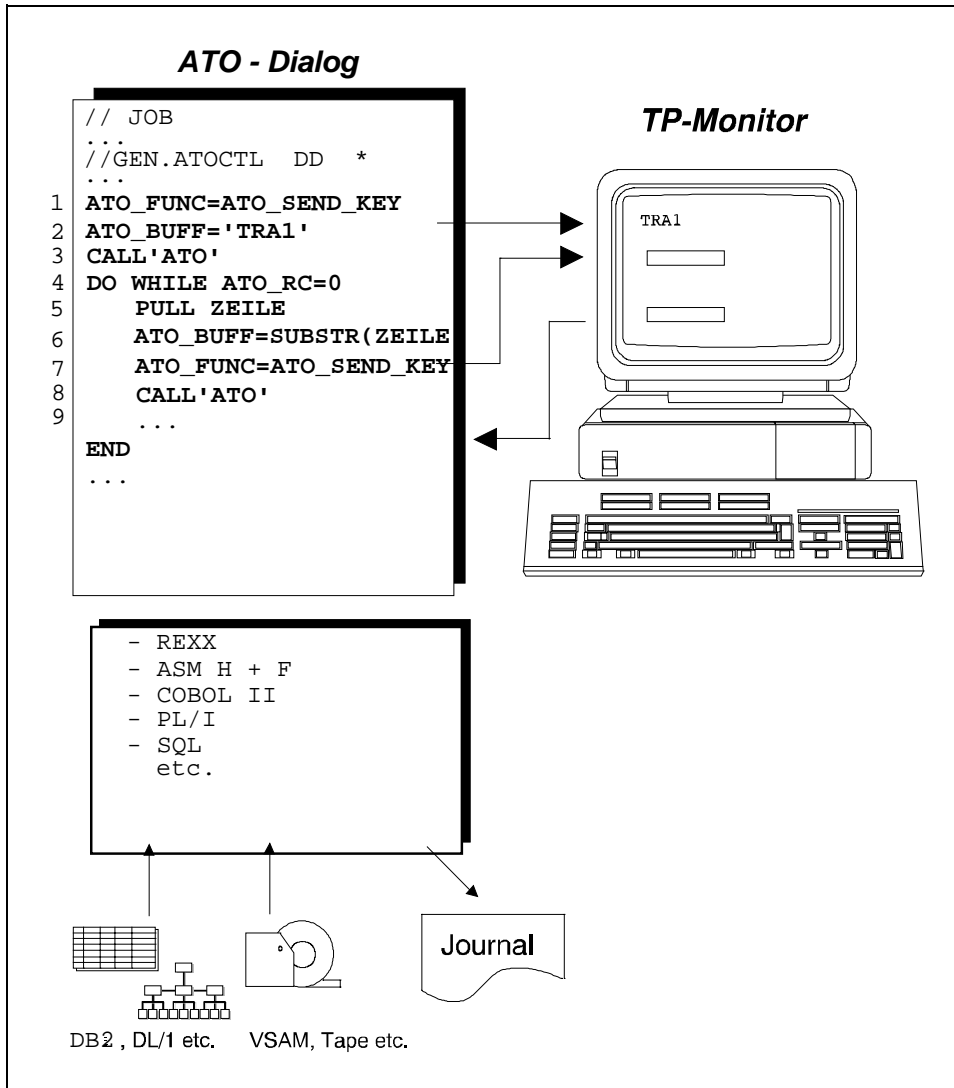 ATO - Dialog
// JOB
...
//GEN.ATOCTL DD *
...
1 ATO_FUNC=ATO_SEND_KEY
2 ATO_BUFF='TRA1'
3 CALL'ATO'
4 DO WHILE ATO_RC=0
5 PULL ZEILE
6 ATO_BUFF=SUBSTR(ZEILE
7 ATO_FUNC=ATO_SEND_KEY
8 CALL'ATO'
9 ...
END
...
TP-Monitor
TRA1
- REXX
- ASM H + F
- COBOL II
- PL/I
- SQL
etc.
Journal
DB2 , DL/1 etc.
VSAM, Tape etc.